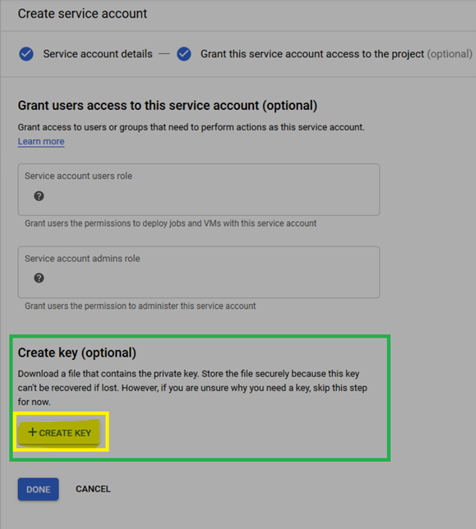 Create service account
Service account details — Grant this service account access to the project (optional)
Grant users access to this service account (optional)
Grant access to users or groups that need to perform actions as this service account.
Learn more
Service account users role
Grant users the permissions to deploy jobs and VMs with this service account
Service account admins role
Grant users the permission to administer this service account
Create key (optional)
Download a file that contains the private key. Store the file securely because this key
can't be recovered if lost. However, if you are unsure why you need a key, skip this step
for now.
+ CREATE KEY
DONE CANCEL